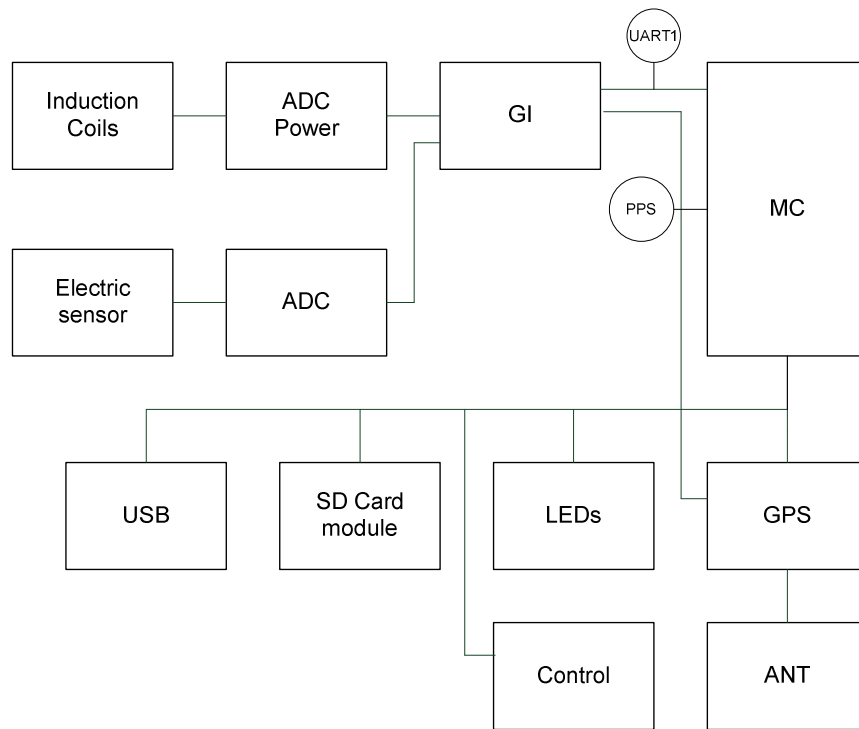 UART1
Induction
Coils
ADC
Power
GI
MC
PPS
Electric
sensor
ADC
USB
SD Card
module
LEDs
GPS
Control
ANT